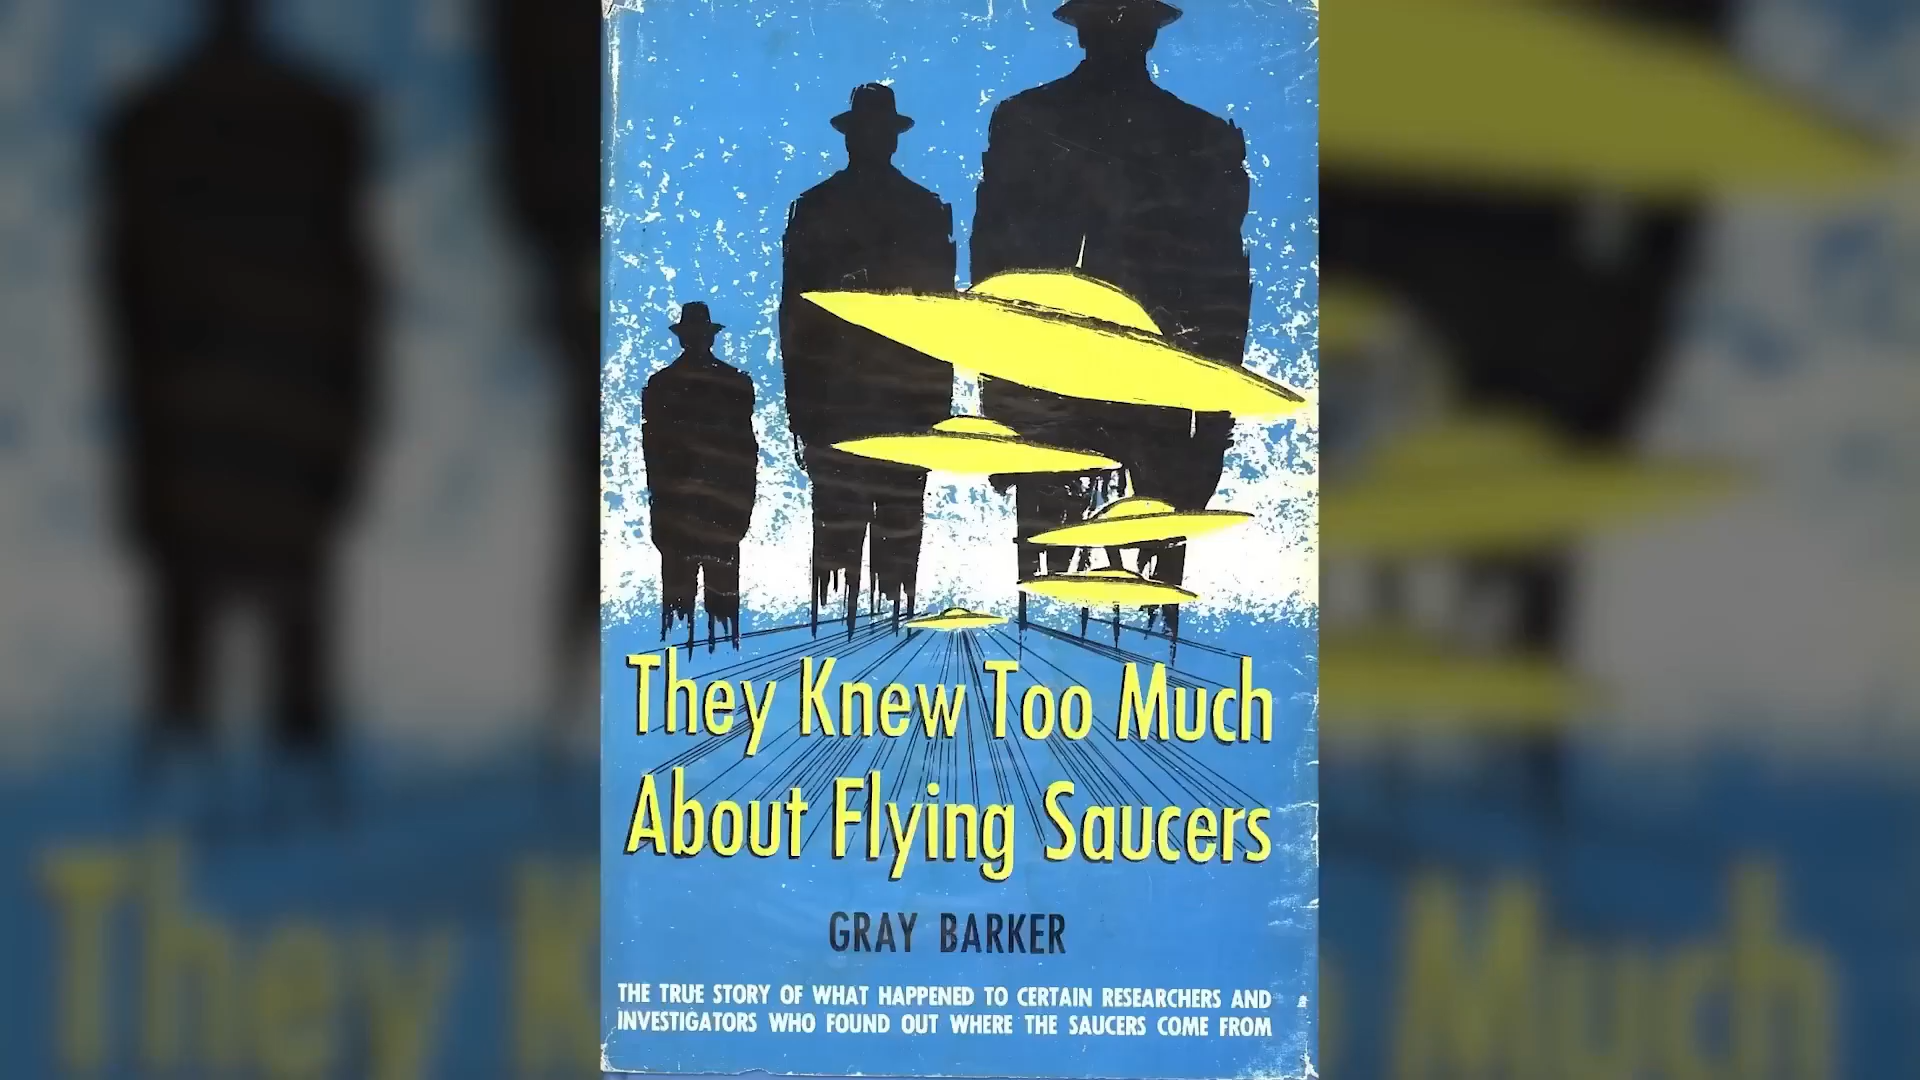 They Knew Too Much
About Flying Saucers
GRAY BARKER
THE TRUE STORY OF WHAT HAPPENED TO CERTAIN RESEARCHERS AND
INVESTIGATORS WHO FOUND OUT WHERE THE SAUCERS COME FROM